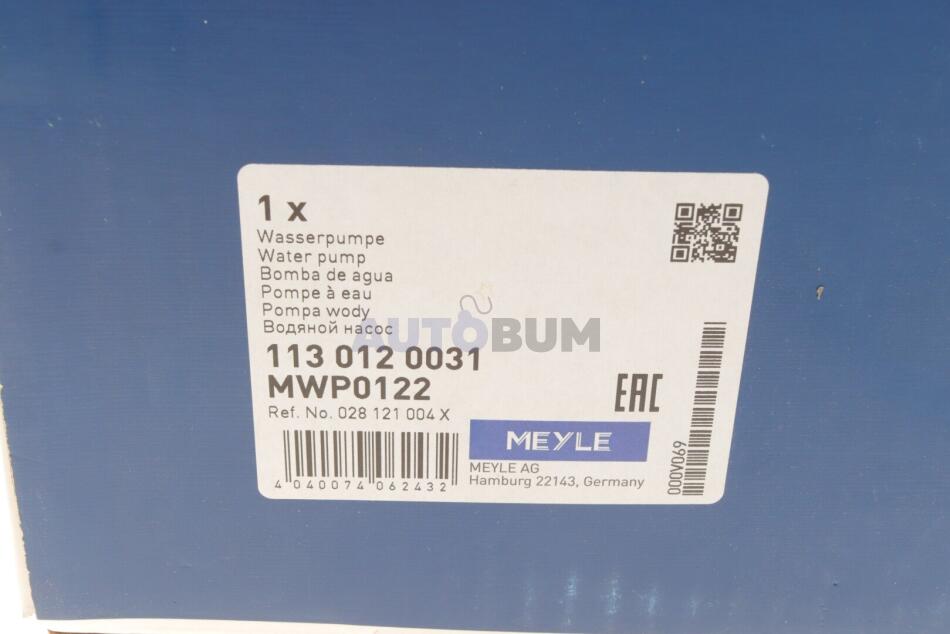 1 x
Wasserpumpe
Water pump
Bomba de agua
Pompe à eau
Pompa wody
Водяной насос
AUTOBUM
113 012 0031
MWP0122
Ref. No. 028 121 004 X
EAC
MEYLE
MEYLE AG
Hamburg 22143, Germany
4 040074 062432
000V069